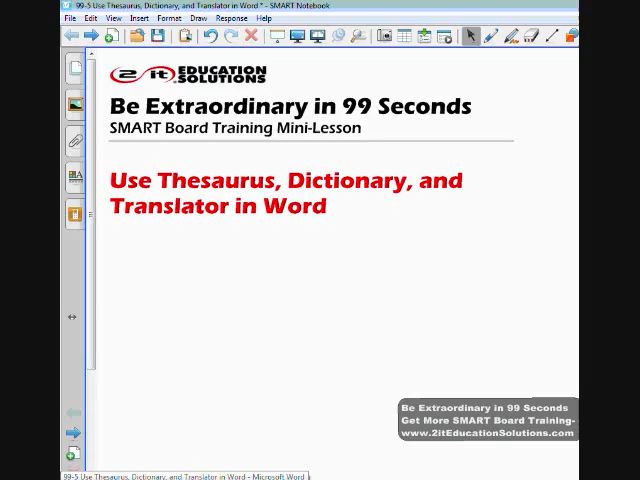 99-5 Use Thesaurus, Dictionary, and Translator in Word * - SMART Notebook
File Edit View Insert Format Draw Response Help
2 it EDUCATION
SOLUTIONS
Be Extraordinary in 99 Seconds
SMART Board Training Mini-Lesson
Use Thesaurus, Dictionary, and
Translator in Word
Be Extraordinary in 99 Seconds
Get More SMART Board Training-
www.2itEducationSolutions.com
99-5 Use Thesaurus, Dictionary, and Translator in Word - Microsoft Word